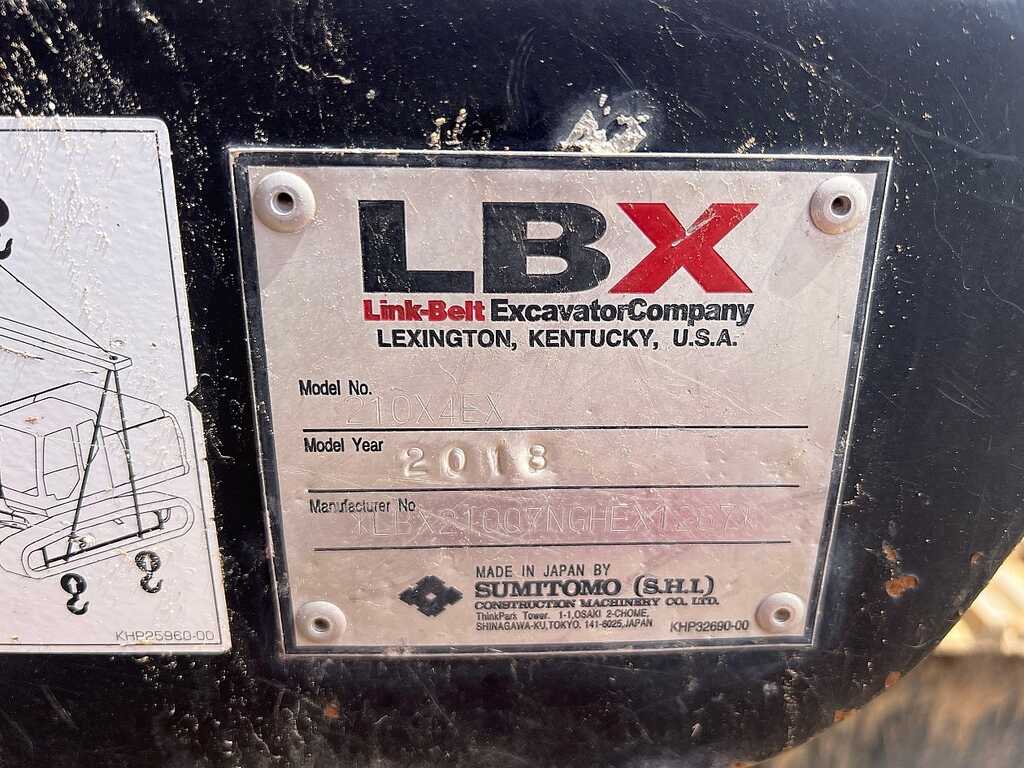 LBX
Link-Belt ExcavatorCompany
LEXINGTON, KENTUCKY, U.S.A.
Model No.
210X4EX
Model Year
2018
Manufacturer No
MADE IN JAPAN BY
SUMITOMO (S.H.I.)
CONSTRUCTION MACHINERY CO., LTD.
ThinkPark Tower, 1-1,OSAKI 2-CHOME,
SHINAGAWA-KU,TOKYO. 141-6025,JAPAN
KHP32690-00
KHP25960-00